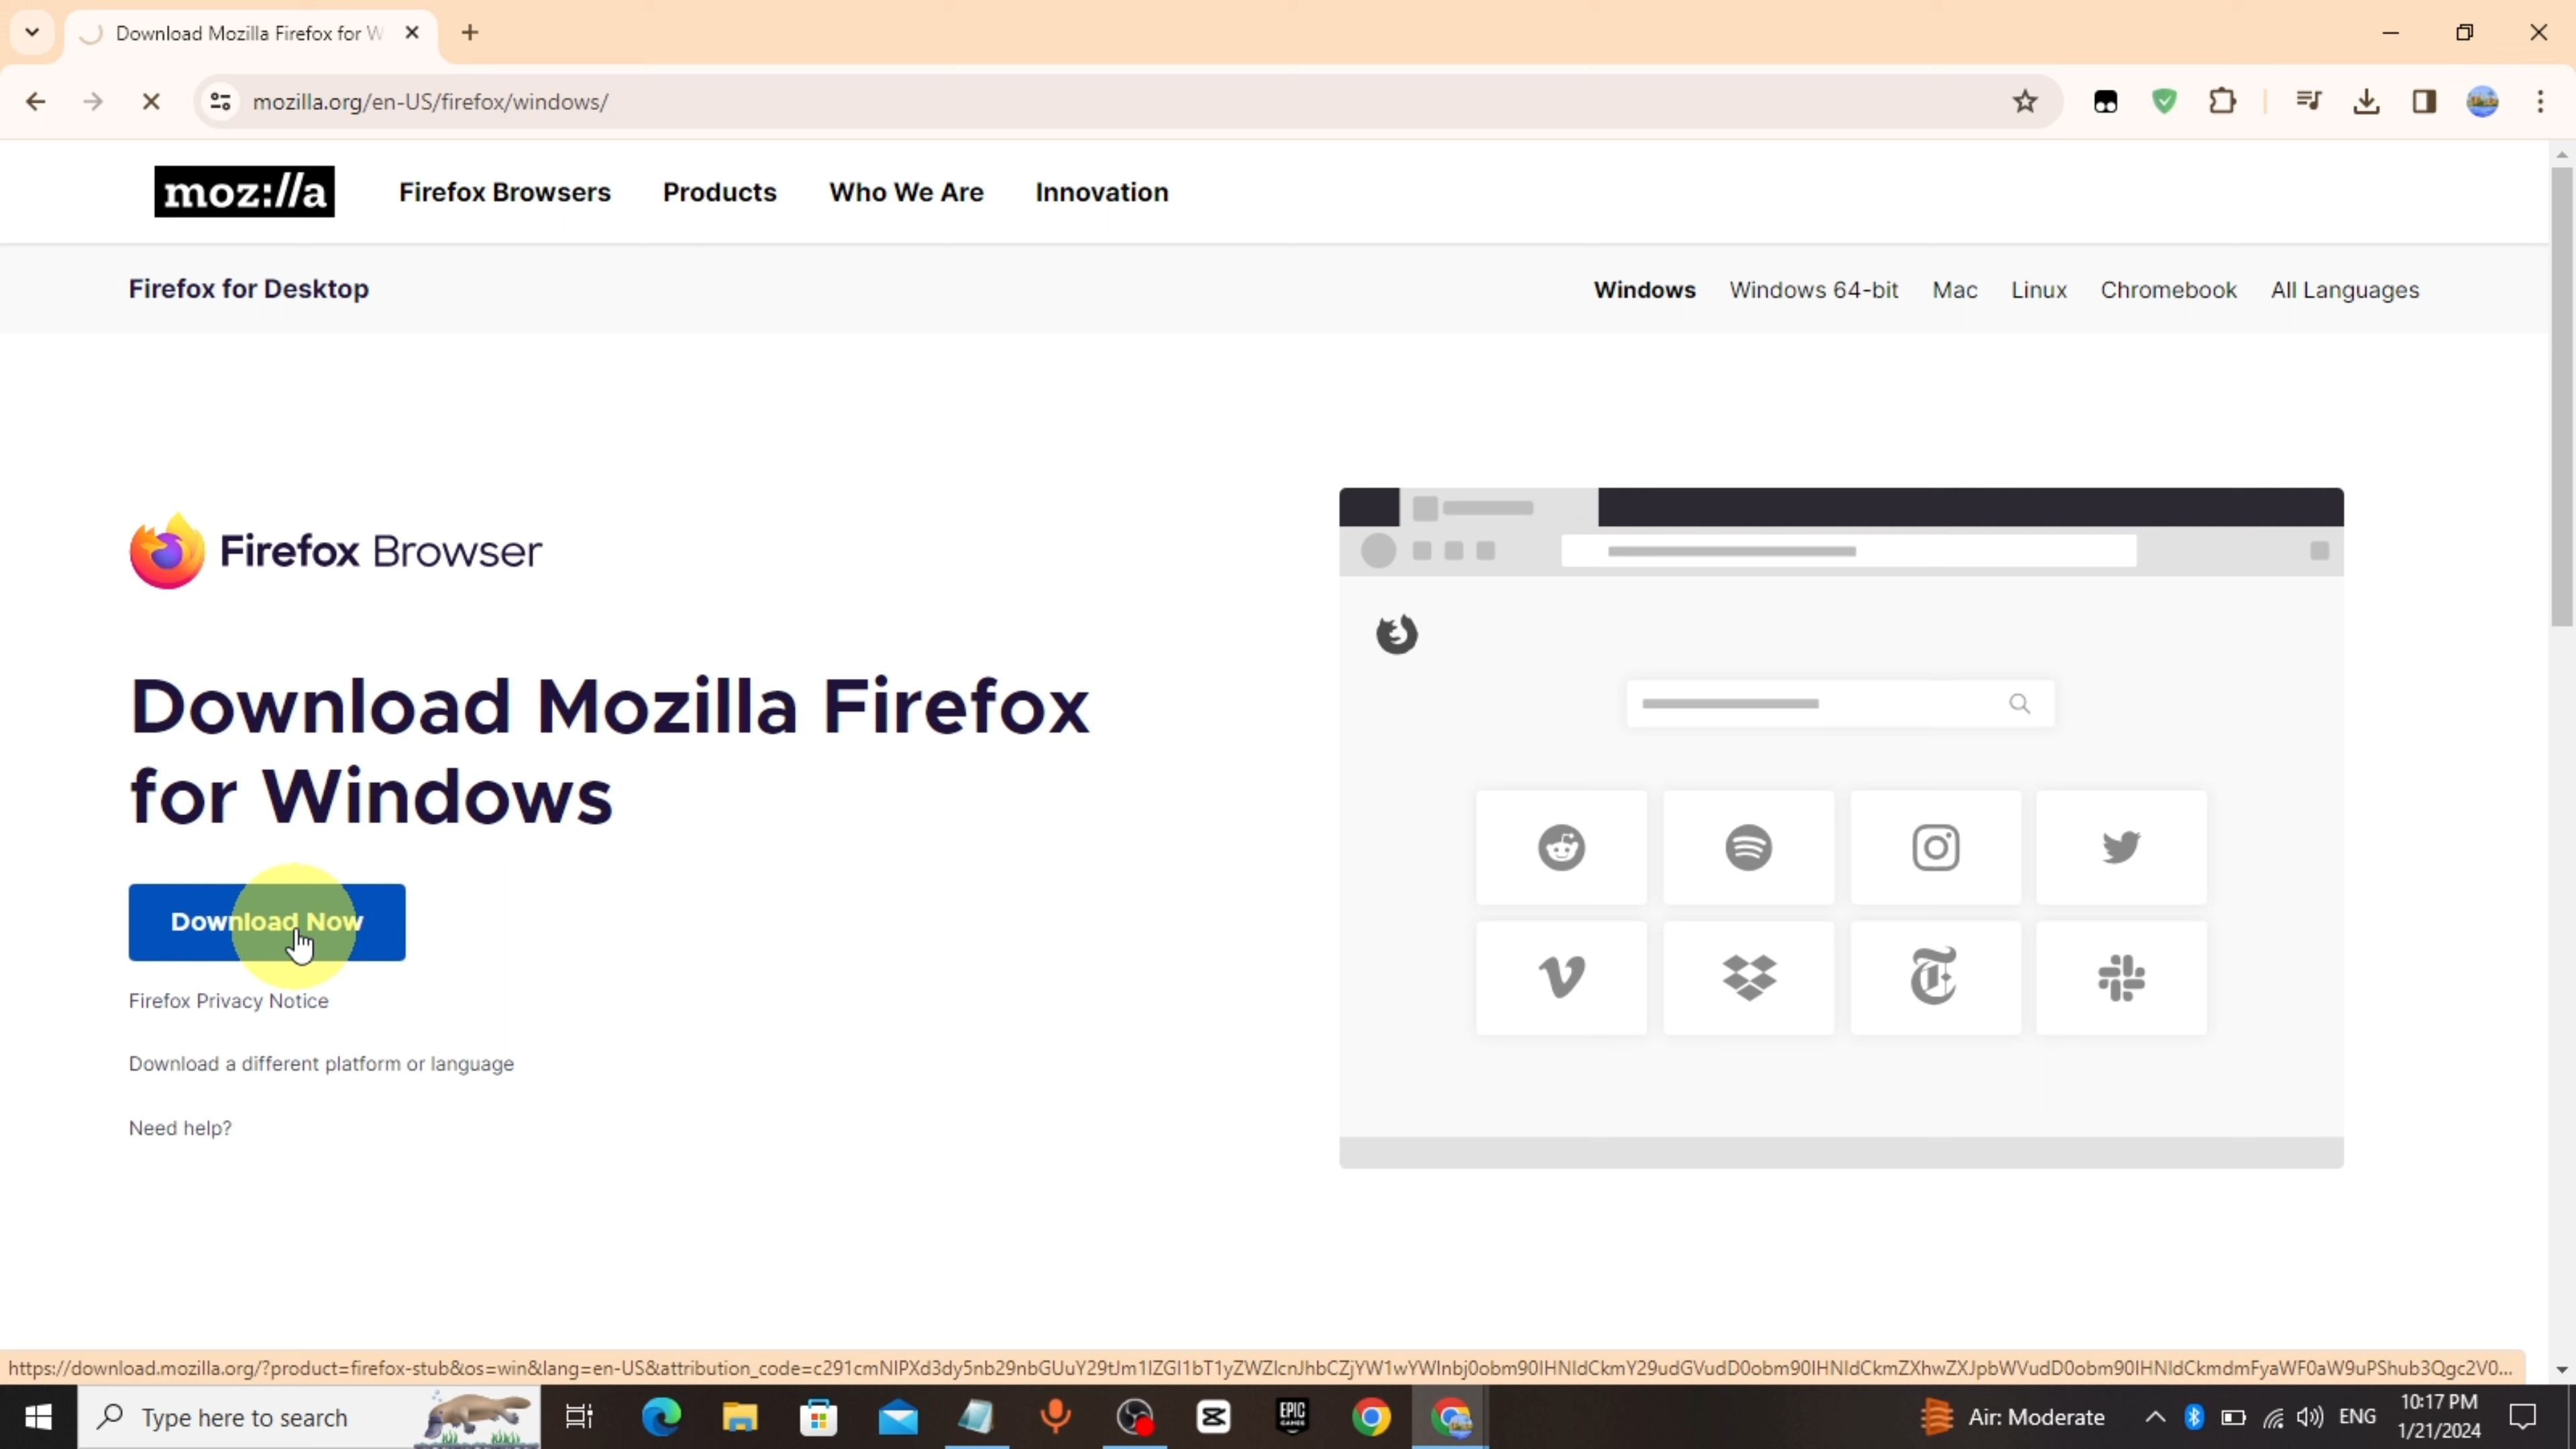 Download Mozilla Firefox for W
mozilla.org/en-US/firefox/windows/
moz://a
Firefox Browsers
Products
Who We Are
Innovation
Firefox for Desktop
Windows
Windows 64-bit
Mac
Linux
Chromebook
All Languages
Firefox Browser
Download Mozilla Firefox
for Windows
Download Now
Firefox Privacy Notice
Download a different platform or language
Need help?
https://download.mozilla.org/?product=firefox-stub&os=win&lang=en-US&attribution_code=
Type here to search
EPIC
GAMES
Air: Moderate
ENG
10:17 PM
1/21/2024